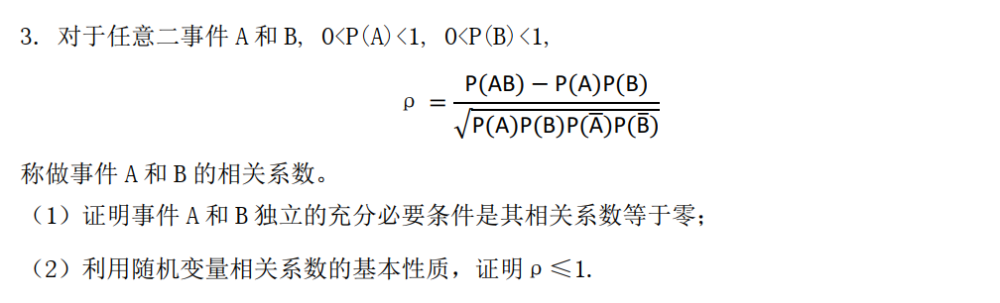 3. 对于任意二事件 A 和 B, 0<P(A)<1, 0<P(B)<1,
ρ = \frac{P(AB) − P(A)P(B)}{\sqrt{P(A)P(B)P(\overline{A})P(\overline{B})}}
称做事件 A 和 B 的相关系数。
（1）证明事件 A 和 B 独立的充分必要条件是其相关系数等于零；
（2）利用随机变量相关系数的基本性质，证明 ρ ≤1.